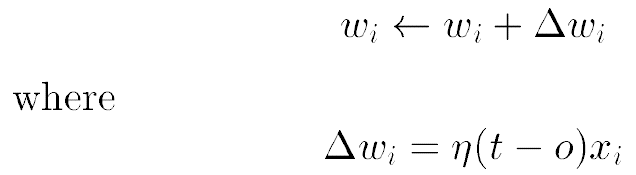 wᵢ ← wᵢ + Δwᵢ
where
Δwᵢ = η(t − o)xᵢ